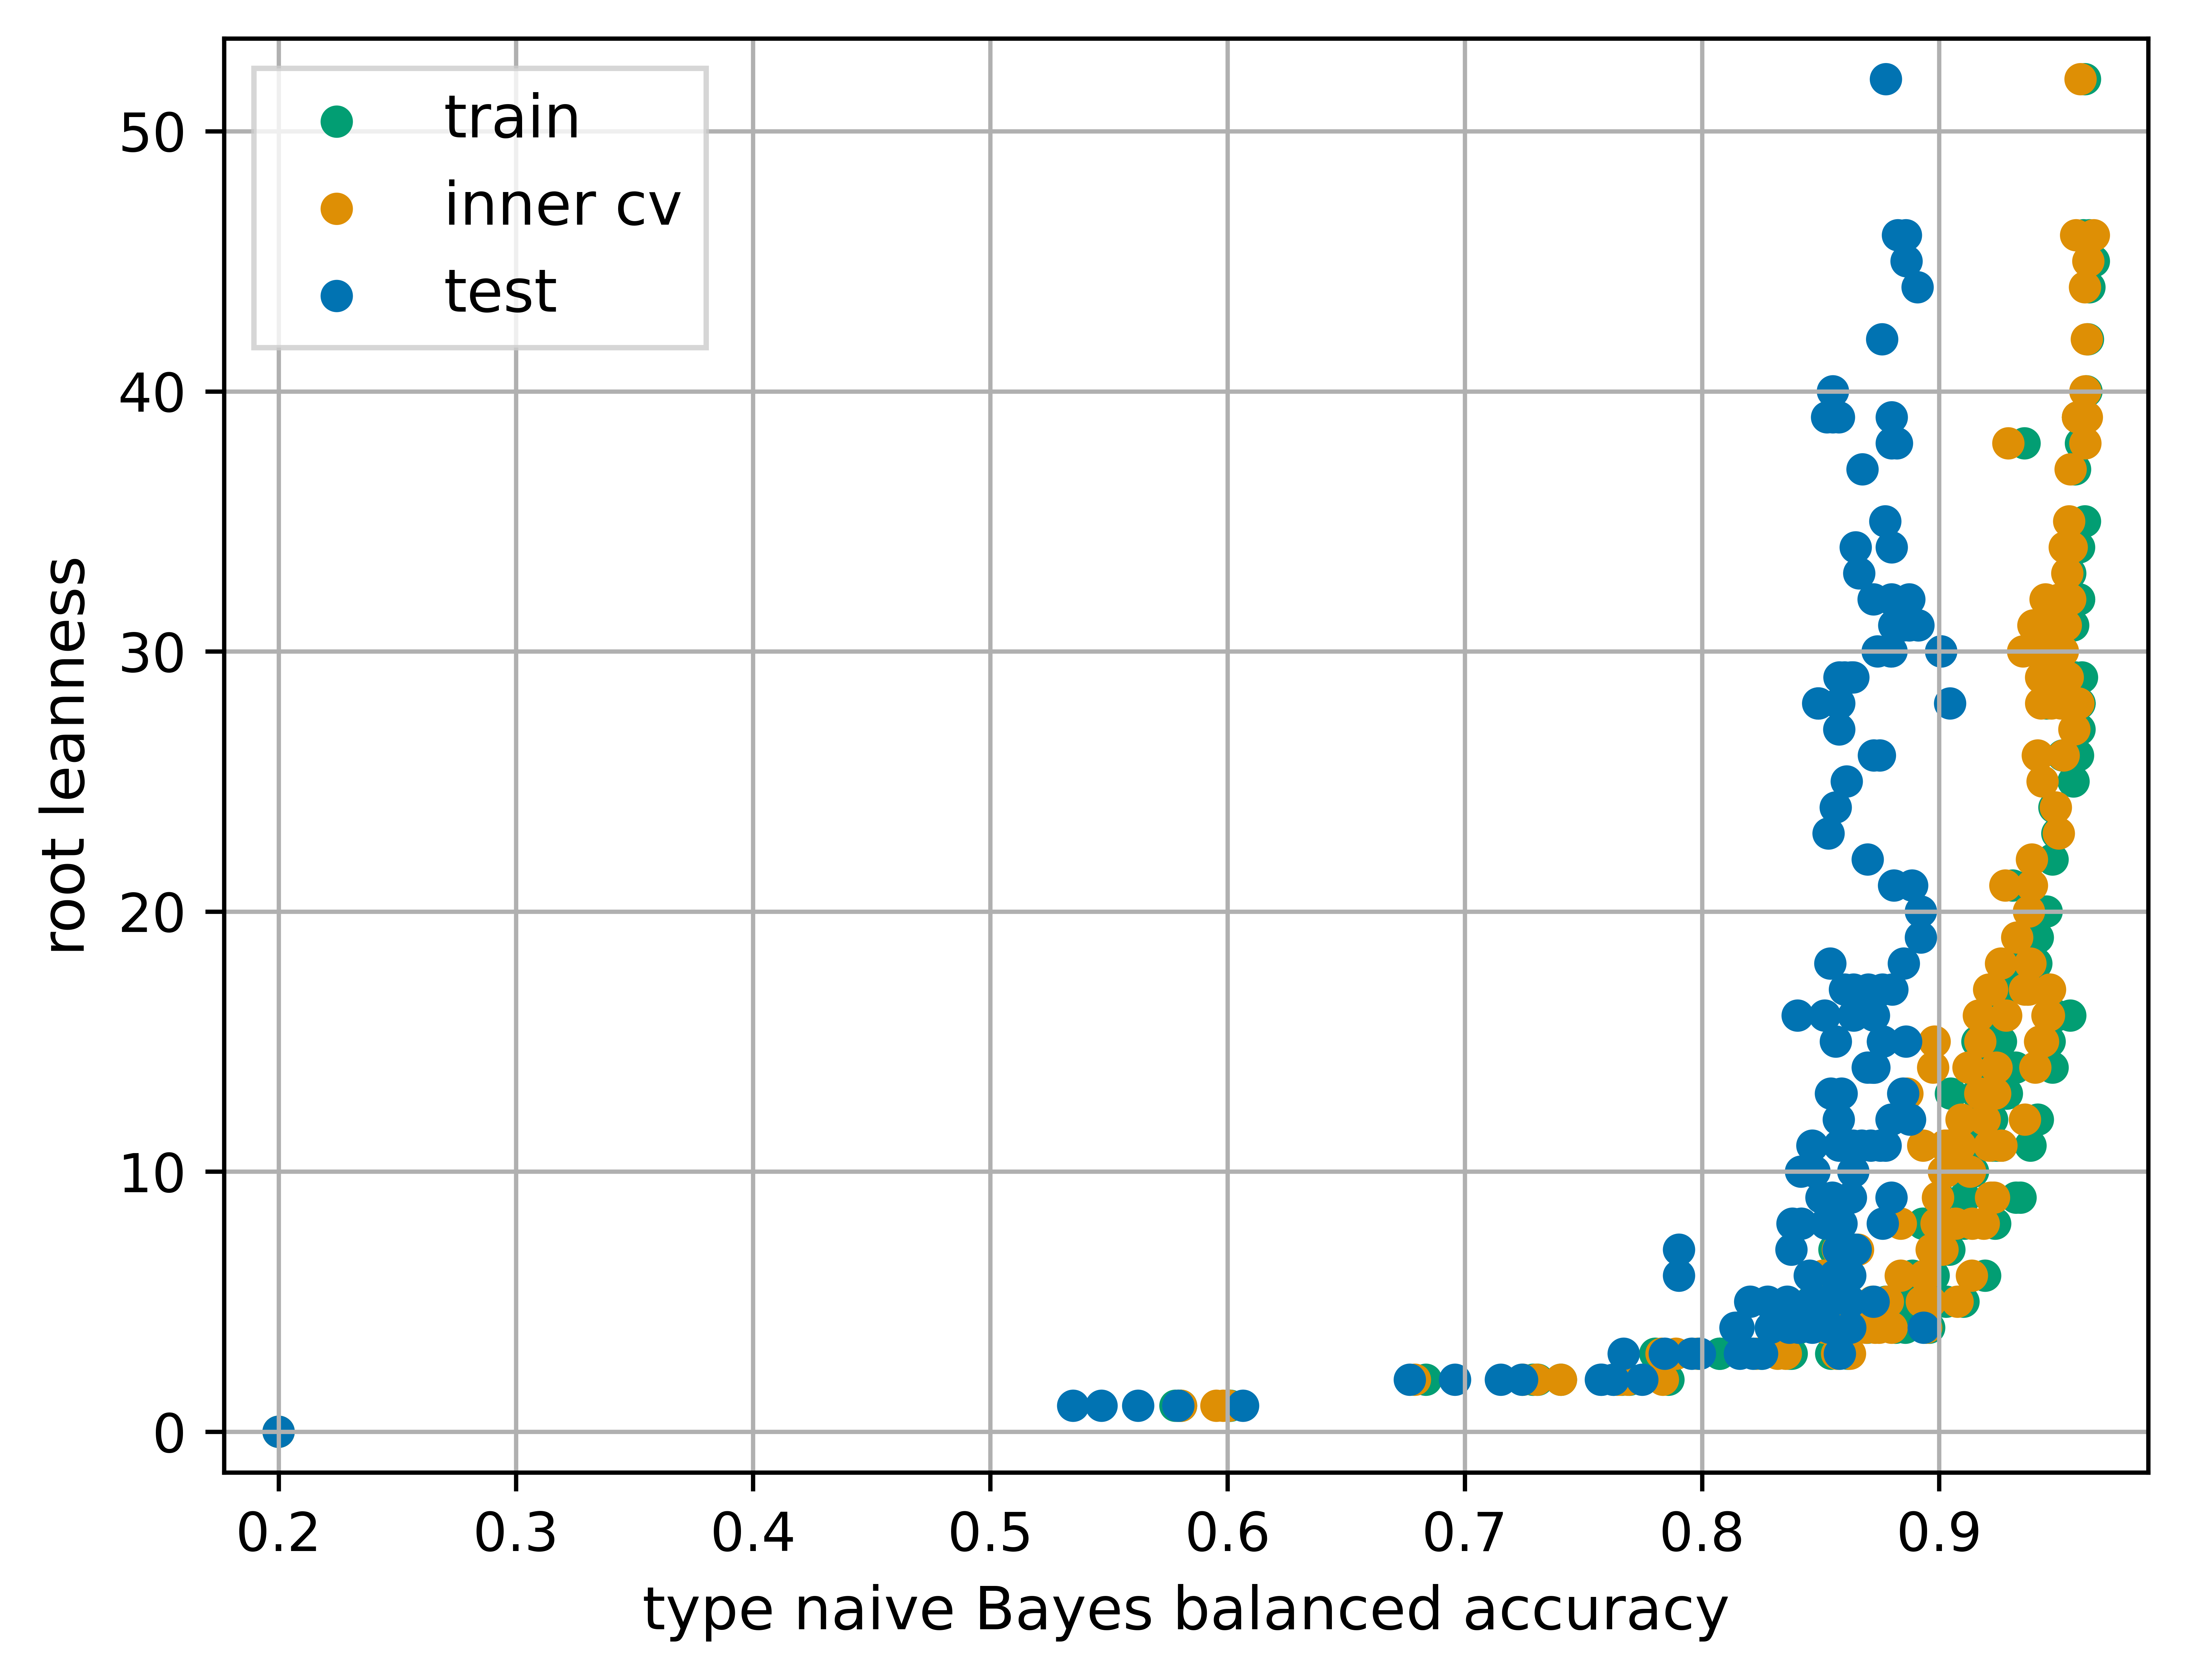 train
inner cv
test
50
40
30
20
10
0
root leanness
0.2 0.3 0.4 0.5 0.6 0.7 0.8 0.9
type naive Bayes balanced accuracy